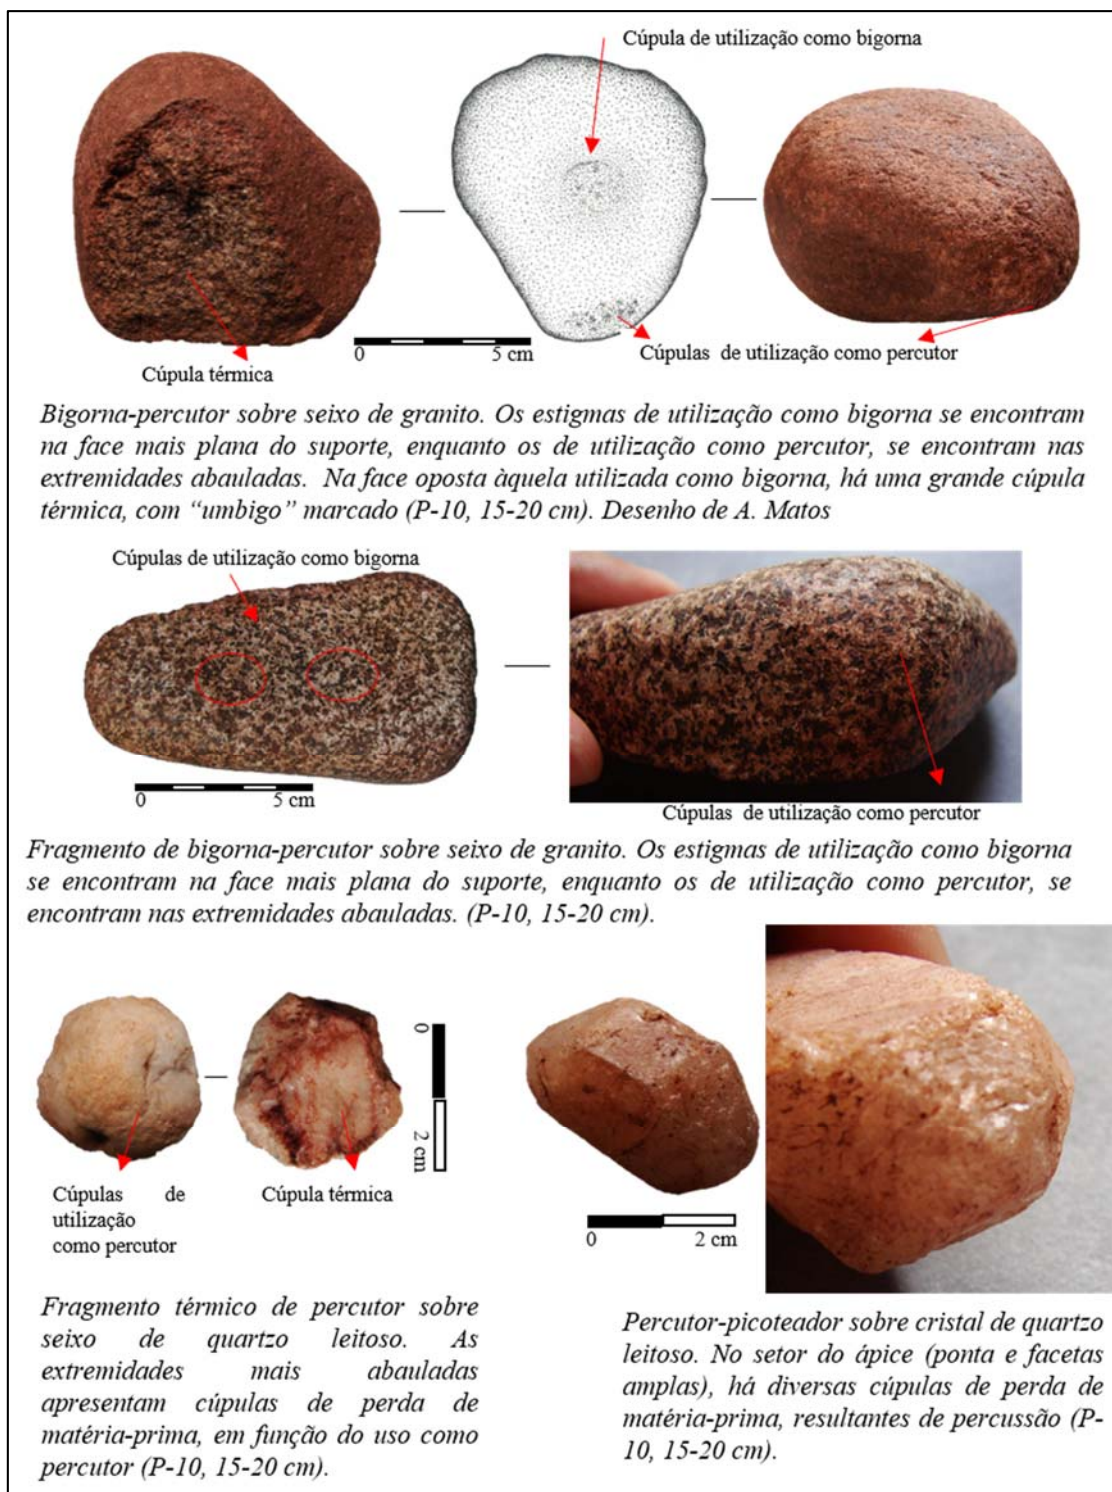 Cúpula de utilização como bigorna
0
5 cm
Cúpula térmica
Cúpulas de utilização como percutor
Bigorna-percutor sobre seixo de granito. Os estigmas de utilização como bigorna se encontram
na face mais plana do suporte, enquanto os de utilização como percutor, se encontram nas
extremidades abauladas. Na face oposta àquela utilizada como bigorna, há uma grande cúpula
térmica, com “umbigo” marcado (P-10, 15-20 cm). Desenho de A. Matos
Cúpulas de utilização como bigorna
0
5 cm
Cúpulas de utilização como percutor
Fragmento de bigorna-percutor sobre seixo de granito. Os estigmas de utilização como bigorna
se encontram na face mais plana do suporte, enquanto os de utilização como percutor, se
encontram nas extremidades abauladas. (P-10, 15-20 cm).
0
2 cm
Cúpulas de
utilização
como percutor
Cúpula térmica
0
2 cm
Fragmento térmico de percutor sobre
seixo de quartzo leitoso. As
extremidades mais abauladas
apresentam cúpulas de perda de
matéria-prima, em função do uso como
percutor (P-10, 15-20 cm).
Percutor-picoteador sobre cristal de quartzo
leitoso. No setor do ápice (ponta e facetas
amplas), há diversas cúpulas de perda de
matéria-prima, resultantes de percussão (P-
10, 15-20 cm).